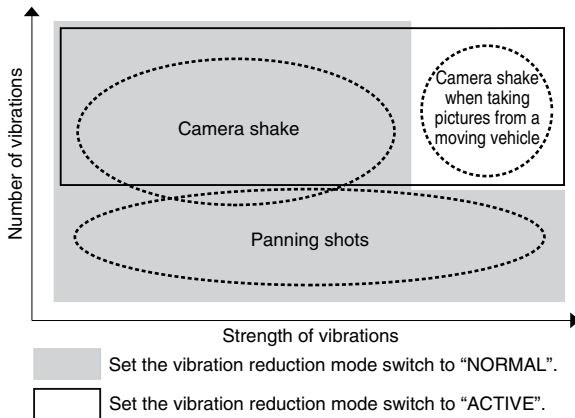 Number of vibrations
Camera shake
Camera shake
when taking
pictures from a
moving vehicle
Panning shots
Strength of vibrations
Set the vibration reduction mode switch to “NORMAL”.
Set the vibration reduction mode switch to “ACTIVE”.